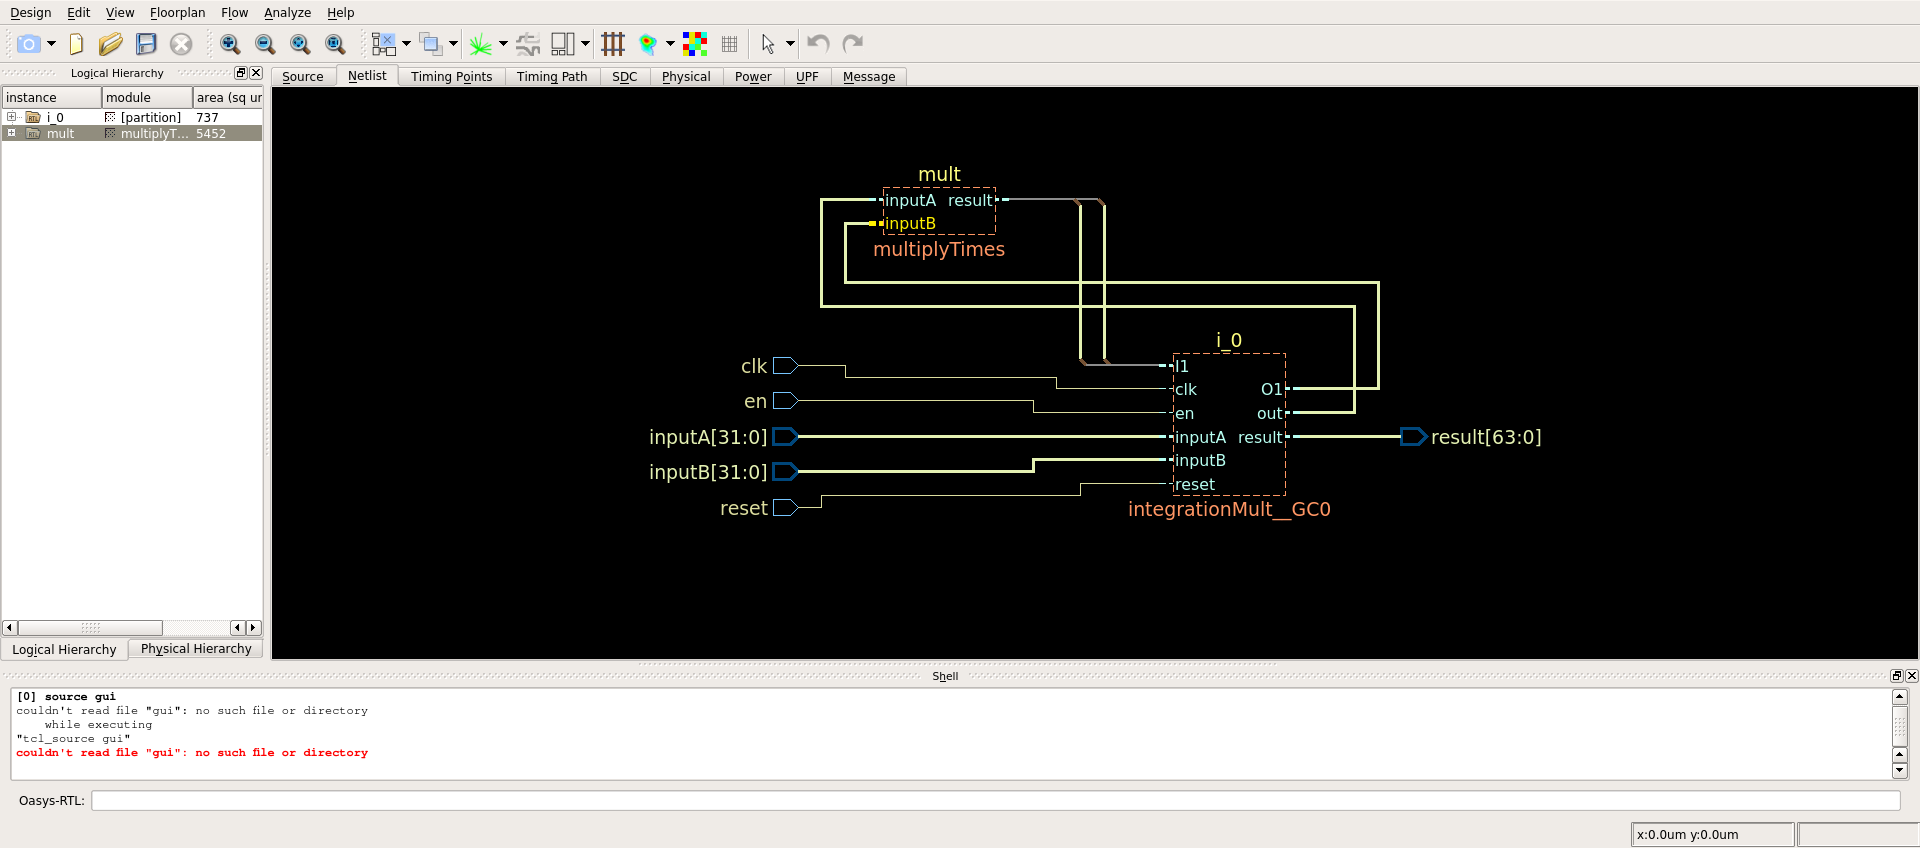 Design Edit View Floorplan Flow Analyze Help
Logical Hierarchy
Source Netlist Timing Points Timing Path SDC Physical Power UPF Message
instance module area (sq ur
i_0 [partition] 737
mult multiplyT... 5452
mult
inputA result
inputB
multiplyTimes
i_0
clk
en
inputA[31:0]
inputB[31:0]
reset
I1
clk O1
en out
inputA result
inputB
reset
result[63:0]
integrationMult__GC0
Logical Hierarchy Physical Hierarchy
Shell
[0] source gui
couldn't read file "gui": no such file or directory
while executing
"tcl_source gui"
couldn't read file "gui": no such file or directory
Oasys-RTL:
x:0.0um y:0.0um